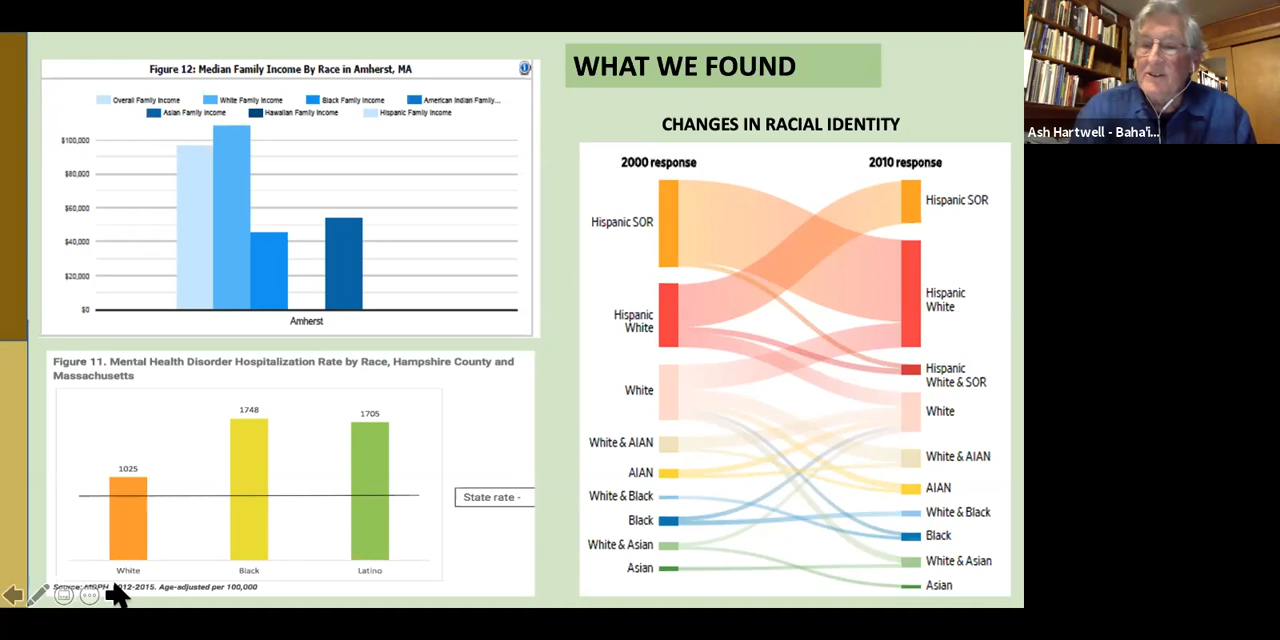 WHAT WE FOUND
Figure 12: Median Family Income By Race in Amherst, MA
Overall Family Income
White Family Income
Black Family Income
American Indian Family...
Asian Family Income
Hawaiian Family Income
Hispanic Family Income
$100,000
$80,000
$60,000
$40,000
$20,000
$0
Amherst
Figure 11. Mental Health Disorder Hospitalization Rate by Race, Hampshire County and
Massachusetts
1025
1748
1705
State rate -
White
Black
Latino
Source: MDPH, 2012-2015. Age-adjusted per 100,000
CHANGES IN RACIAL IDENTITY
2000 response
2010 response
Hispanic SOR
Hispanic
White
White
White & AIAN
AIAN
White & Black
Black
White & Asian
Asian
Hispanic SOR
Hispanic
White
Hispanic
White & SOR
White
White & AIAN
AIAN
White & Black
Black
White & Asian
Asian
Ash Hartwell - Baha'i...